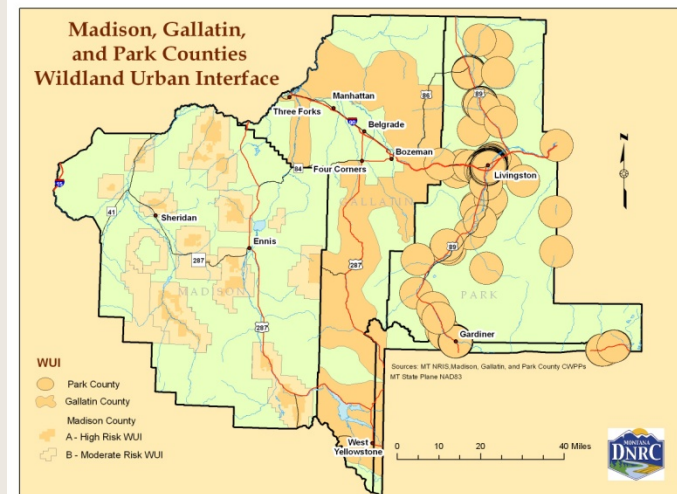 Madison, Gallatin,
and Park Counties
Wildland Urban Interface
89
86
Manhattan
Three Forks
90
Belgrade
Bozeman
Four Corners
84
Livingston
N
GALLATIN
41
Sheridan
Ennis
287
89
287
MADISON
PARK
287
Gardiner
WUI
Park County
Gallatin County
Madison County
A - High Risk WUI
B - Moderate Risk WUI
Sources: MT NRIS,Madison, Gallatin, and Park County CWPPs
MT State Plane NAD83
West
Yellowstone
0 10 20 40 Miles
MONTANA
DNRC